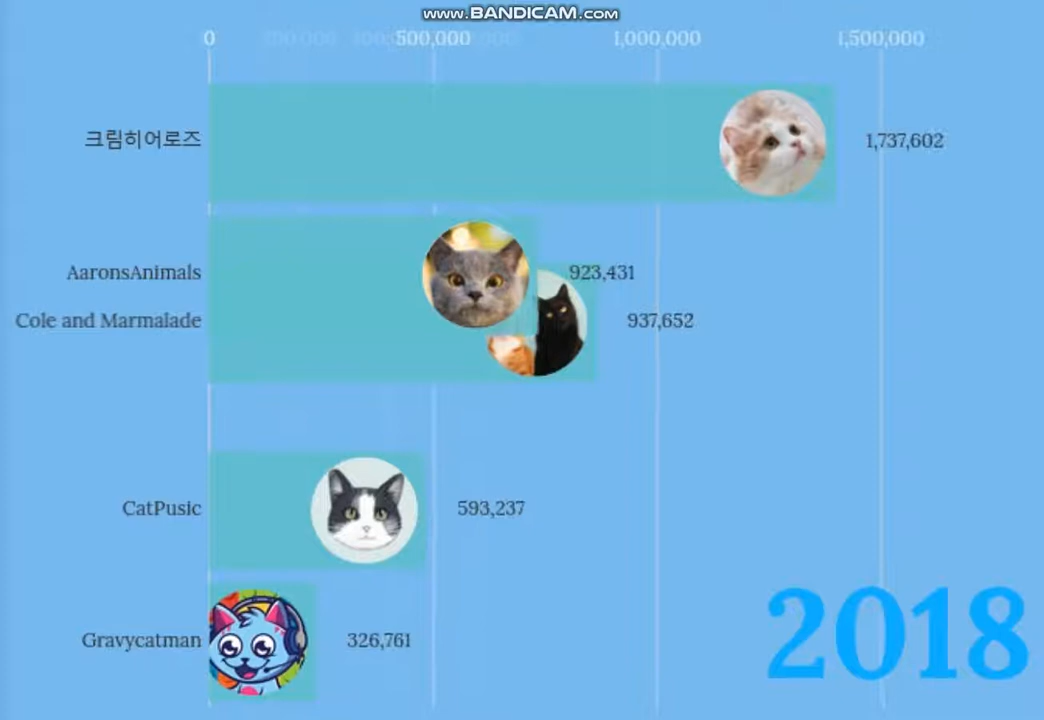 www.BANDICAM.com
0 500,000 1,000,000 1,500,000
크림히어로즈 1,737,602
AaronsAnimals 923,431
Cole and Marmalade 937,652
CatPusic 593,237
Gravycatman 326,761
2018